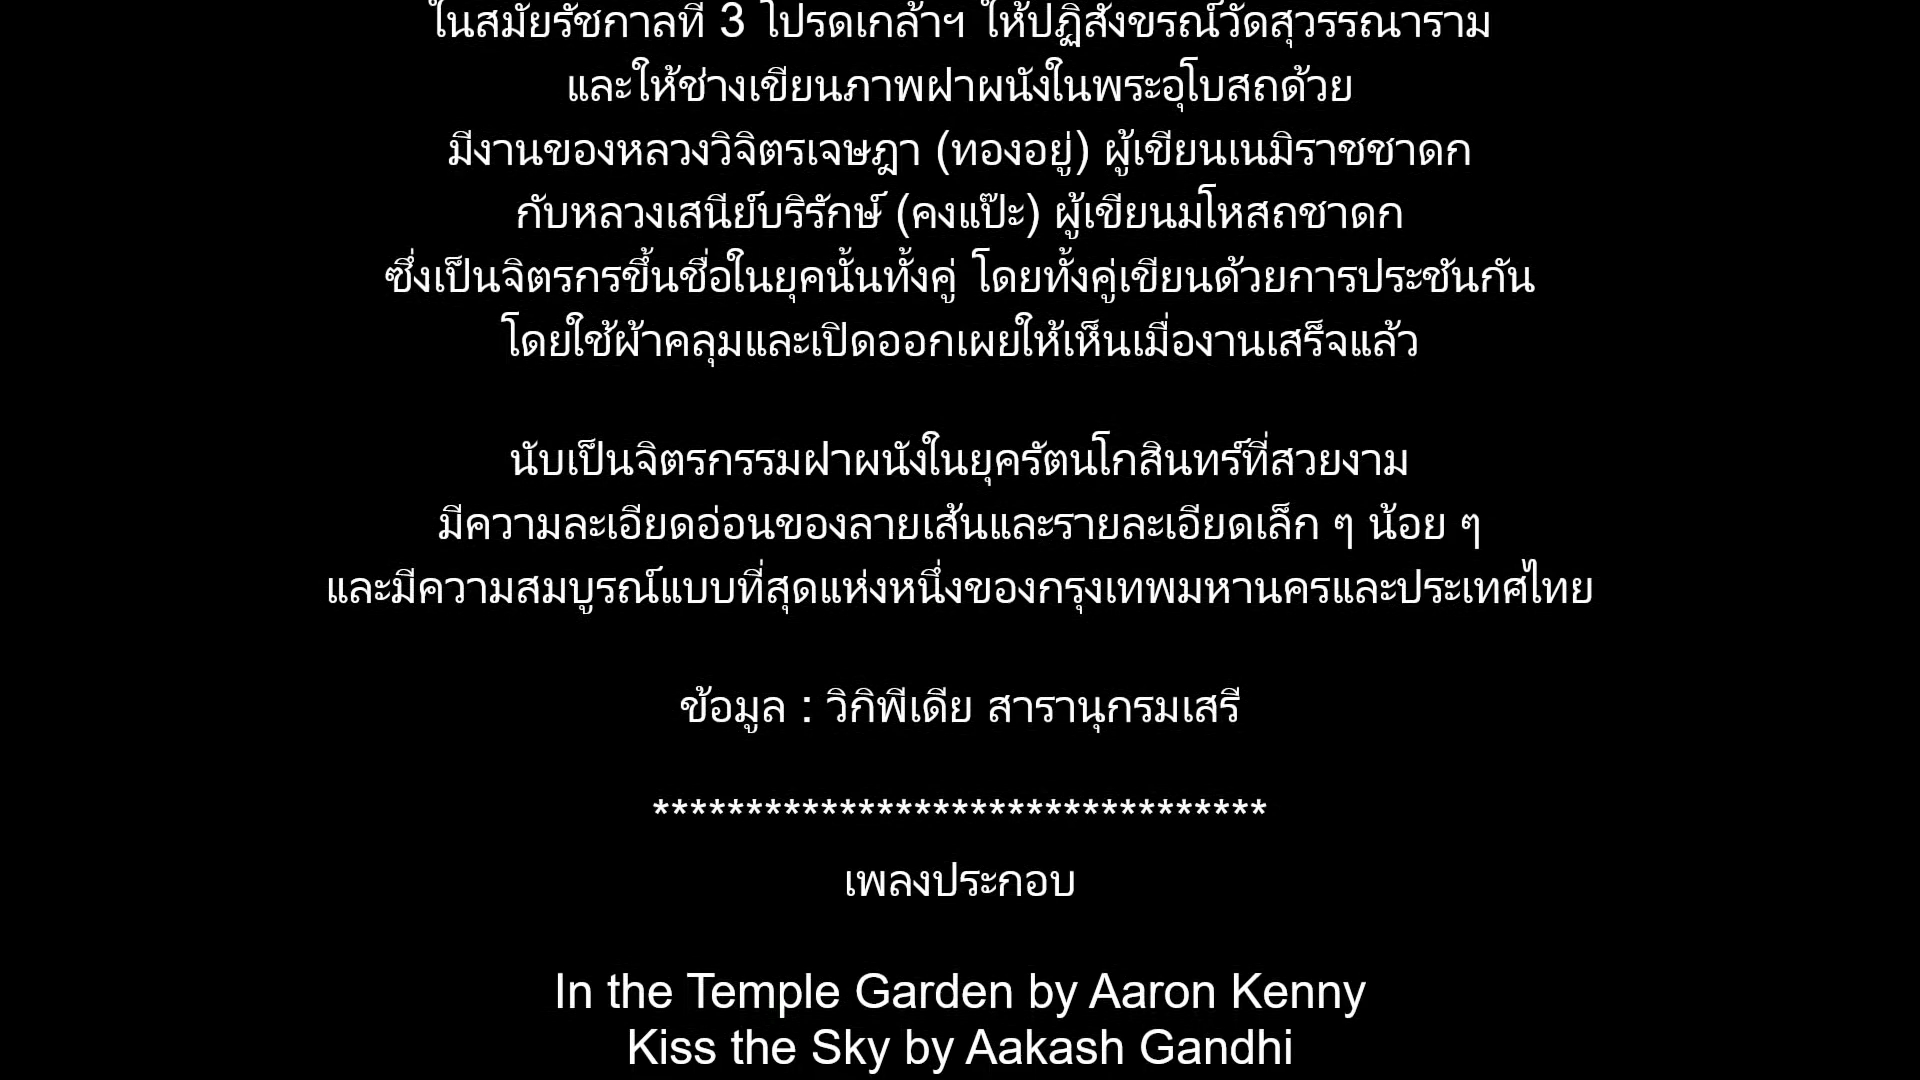 ในสมัยรัชกาลที่ 3 โปรดเกล้าฯ ให้ปฏิสังขรณ์วัดสุวรรณาราม
และให้ช่างเขียนภาพฝาผนังในพระอุโบสถด้วย
มีงานของหลวงวิจิตรเจษฎา (ทองอยู่) ผู้เขียนเนมิราชชาดก
กับหลวงเสนีย์บริรักษ์ (คงแป๊ะ) ผู้เขียนมโหสถชาดก
ซึ่งเป็นจิตรกรขึ้นชื่อในยุคนั้นทั้งคู่ โดยทั้งคู่เขียนด้วยการประชันกัน
โดยใช้ผ้าคลุมและเปิดออกเผยให้เห็นเมื่องานเสร็จแล้ว
นับเป็นจิตรกรรมฝาผนังในยุครัตนโกสินทร์ที่สวยงาม
มีความละเอียดอ่อนของลายเส้นและรายละเอียดเล็ก ๆ น้อย ๆ
และมีความสมบูรณ์แบบที่สุดแห่งหนึ่งของกรุงเทพมหานครและประเทศไทย
ข้อมูล : วิกิพีเดีย สารานุกรมเสรี
*********************************
เพลงประกอบ
In the Temple Garden by Aaron Kenny
Kiss the Sky by Aakash Gandhi